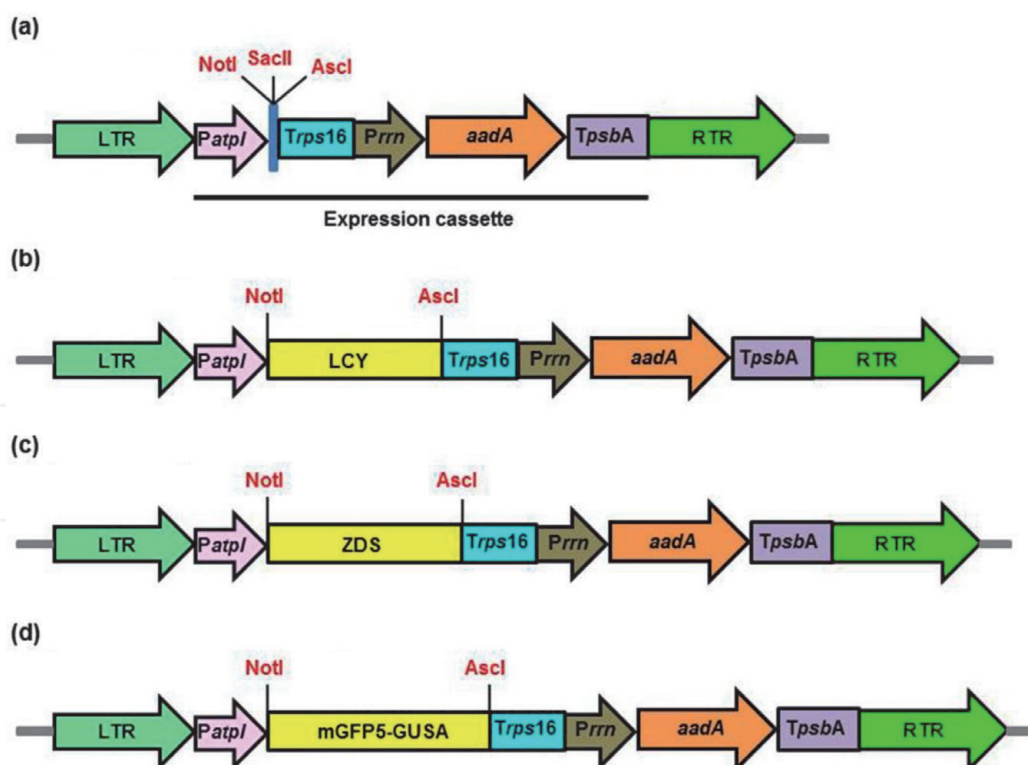 (a)
NotI SacII AscI
LTR PatpI Trps16 Prrn aadA TpsbA RTR
Expression cassette
(b)
NotI AscI
LTR PatpI LCY Trps16 Prrn aadA TpsbA RTR
(c)
NotI AscI
LTR PatpI ZDS Trps16 Prrn aadA TpsbA RTR
(d)
NotI AscI
LTR PatpI mGFP5-GUSA Trps16 Prrn aadA TpsbA RTR